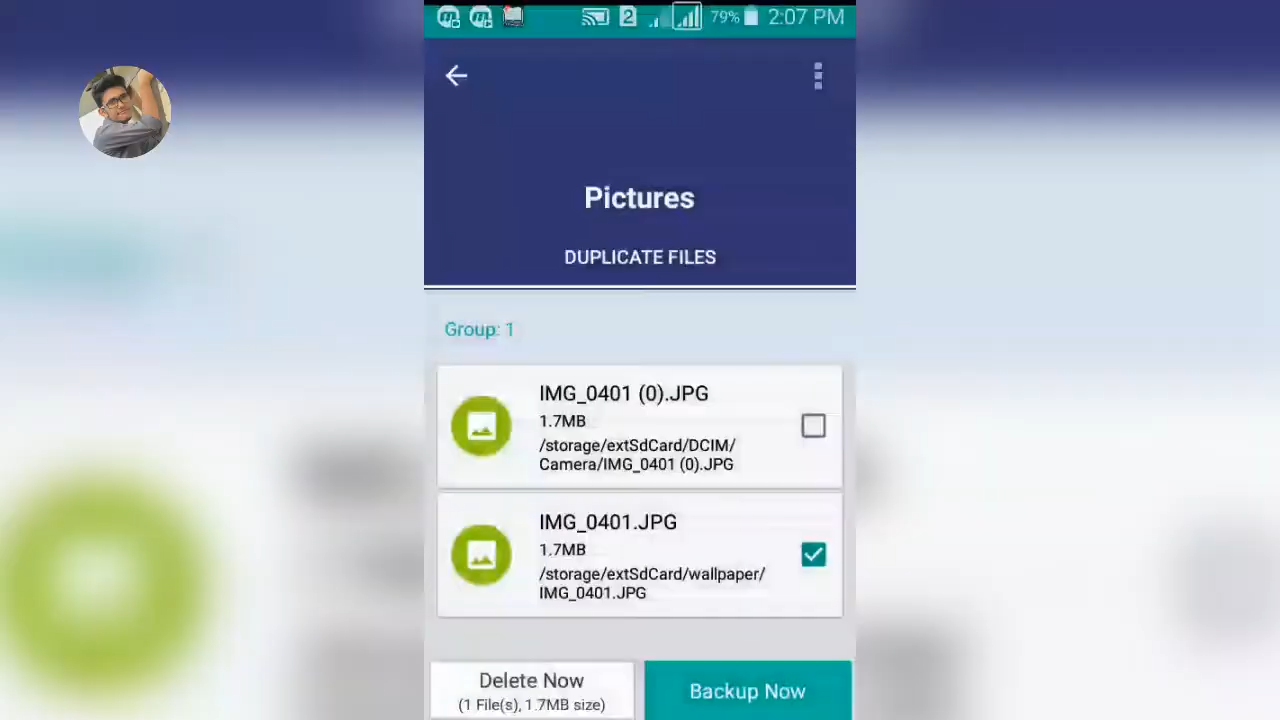 2 79% 2:07 PM
Pictures
DUPLICATE FILES
Group: 1
IMG_0401 (0).JPG
1.7MB
/storage/extSdCard/DCIM/
Camera/IMG_0401 (0).JPG
IMG_0401.JPG
1.7MB
/storage/extSdCard/wallpaper/
IMG_0401.JPG
Delete Now
(1 File(s), 1.7MB size)
Backup Now